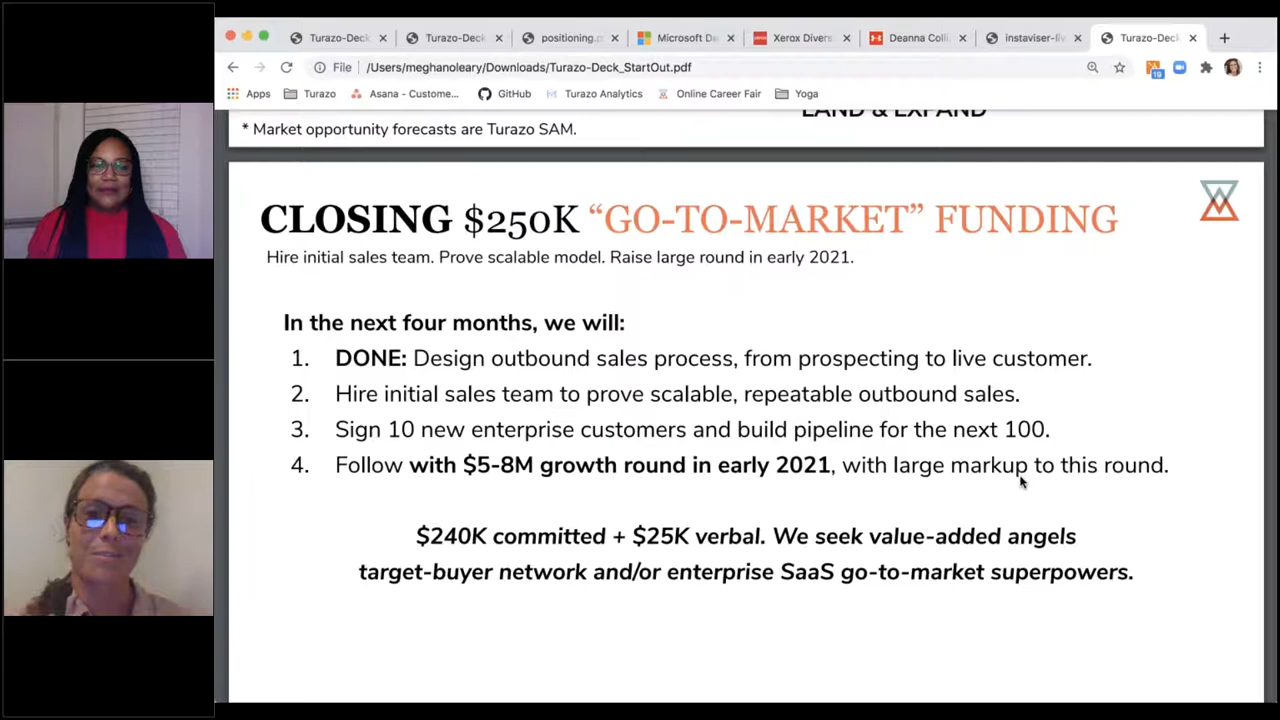 Turazo-Deck
Turazo-Deck
positioning
Microsoft De
Xerox Divers
Deanna Colli
instaviser-li
Turazo-Deck
File /Users/meghanoleary/Downloads/Turazo-Deck_StartOut.pdf
19
Apps Turazo Asana - Custome... GitHub Turazo Analytics Online Career Fair Yoga
LAND & EXPAND
* Market opportunity forecasts are Turazo SAM.
CLOSING $250K “GO-TO-MARKET” FUNDING
Hire initial sales team. Prove scalable model. Raise large round in early 2021.
In the next four months, we will:
1. DONE: Design outbound sales process, from prospecting to live customer.
2. Hire initial sales team to prove scalable, repeatable outbound sales.
3. Sign 10 new enterprise customers and build pipeline for the next 100.
4. Follow with $5-8M growth round in early 2021, with large markup to this round.
$240K committed + $25K verbal. We seek value-added angels
target-buyer network and/or enterprise SaaS go-to-market superpowers.